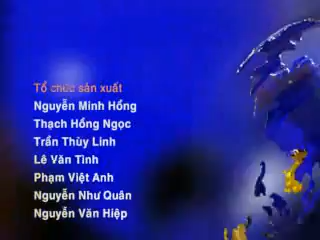 Tổ chức sản xuất
Nguyễn Minh Hồng
Thạch Hồng Ngọc
Trần Thùy Linh
Lê Văn Tình
Phạm Việt Anh
Nguyễn Như Quân
Nguyễn Văn Hiệp